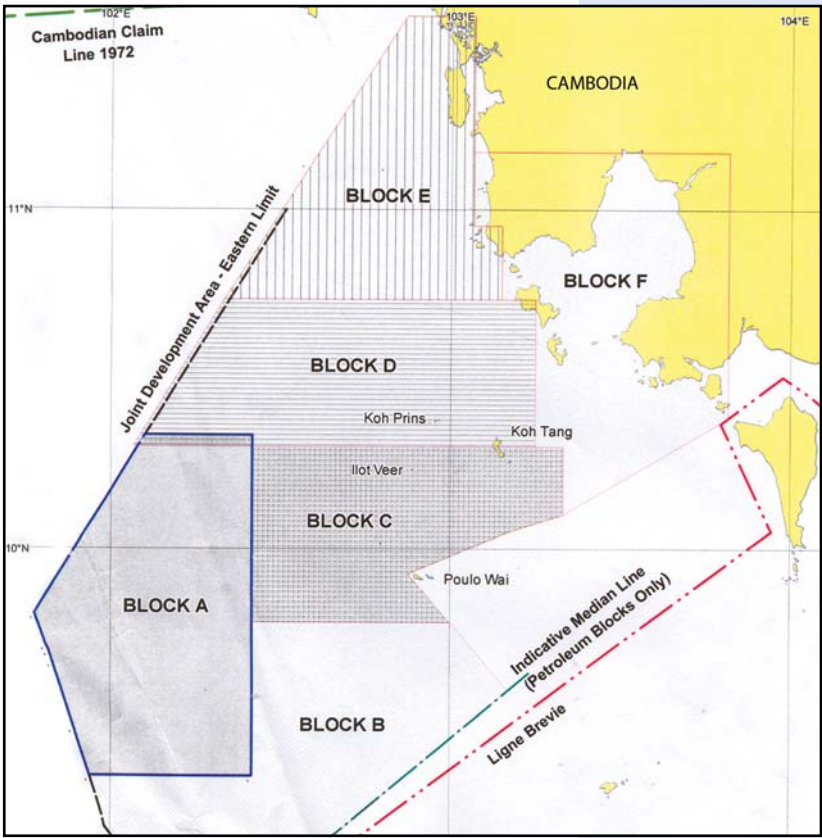 102°E
103°E
104°E
Cambodian Claim
Line 1972
CAMBODIA
BLOCK E
11°N
Joint Development Area - Eastern Limit
BLOCK F
BLOCK D
Koh Prins
Koh Tang
Ilot Veer
BLOCK C
10°N
Poulo Wai
BLOCK A
Indicative Median Line
(Petroleum Blocks Only)
Ligne Brevie
BLOCK B